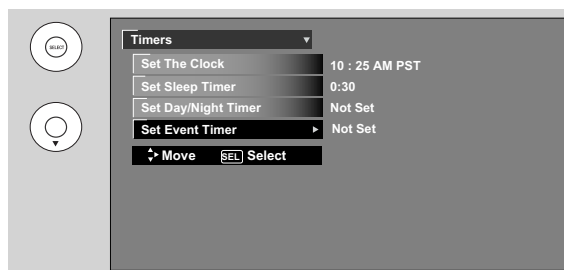 SELECT
Timers
Set The Clock 10 : 25 AM PST
Set Sleep Timer 0:30
Set Day/Night Timer Not Set
Set Event Timer Not Set
Move SEL Select